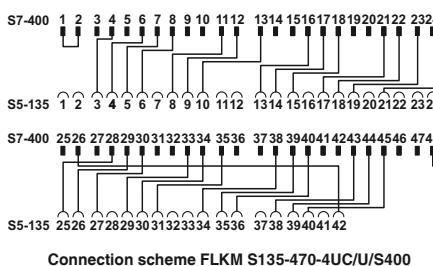 S7-400 1 2 3 4 5 6 7 8 9 10 11 12 13 14 15 16 17 18 19 20 21 22 23 24
S5-135 1 2 3 4 5 6 7 8 9 10 11 12 13 14 15 16 17 18 19 20 21 22 23 2
S7-400 25 26 27 28 29 30 31 32 33 34 35 36 37 38 39 40 41 42 43 44 45 46 47 4
S5-135 25 26 27 28 29 30 31 32 33 34 35 36 37 38 39 40 41 42
Connection scheme FLKM S135-470-4UC/U/S400